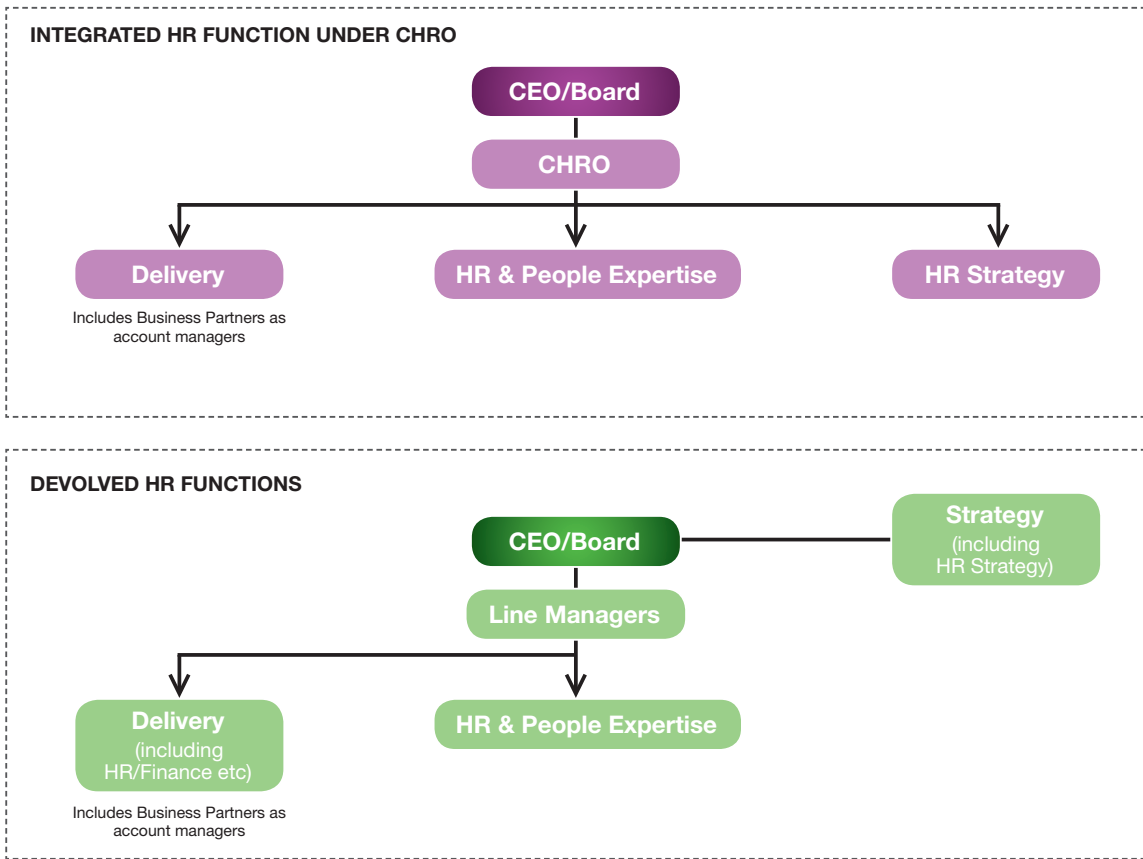 INTEGRATED HR FUNCTION UNDER CHRO
CEO/Board
CHRO
Delivery
HR & People Expertise
HR Strategy
Includes Business Partners as
account managers
DEVOLVED HR FUNCTIONS
CEO/Board
Strategy
(including
HR Strategy)
Line Managers
Delivery
(including
HR/Finance etc)
HR & People Expertise
Includes Business Partners as
account managers